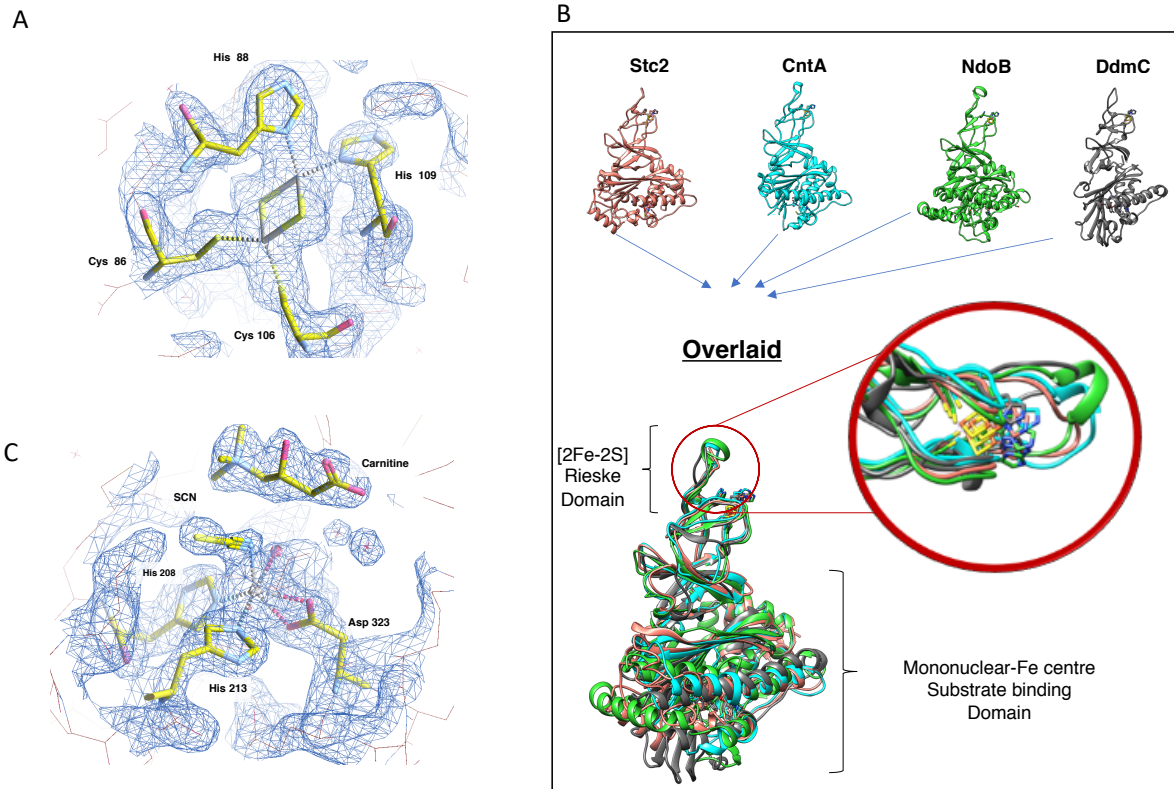 A
His 88
His 109
Cys 86
Cys 106
B
Stc2
CntA
NdoB
DdmC
Overlaid
[2Fe-2S]
Rieske
Domain
Mononuclear-Fe centre
Substrate binding
Domain
C
Carnitine
SCN
His 208
Asp 323
His 213